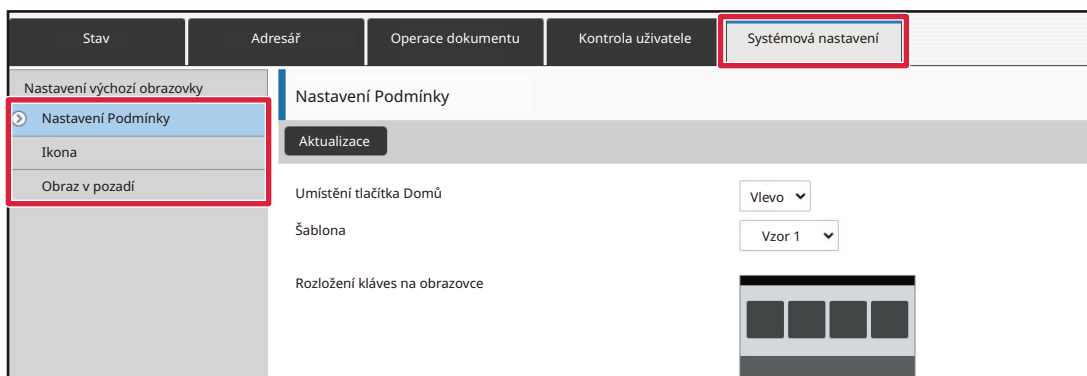 Stav
Adresář
Operace dokumentu
Kontrola uživatele
Systémová nastavení
Nastavení výchozí obrazovky
Nastavení Podmínky
Ikona
Obraz v pozadí
Nastavení Podmínky
Aktualizace
Umístění tlačítka Domů
Vlevo
Šablona
Vzor 1
Rozložení kláves na obrazovce